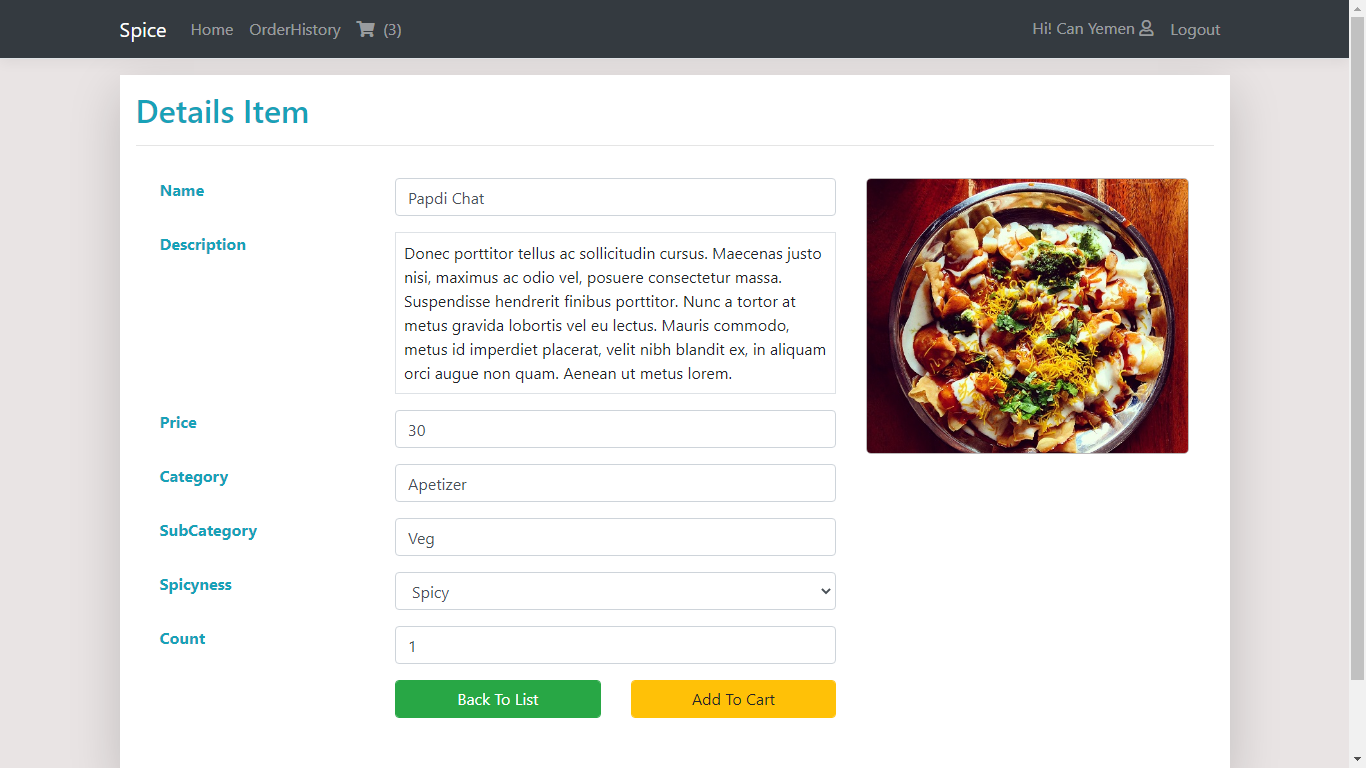 Spice Home OrderHistory (3) Hi! Can Yemen Logout
Details Item
Name Papdi Chat
Description Donec porttitor tellus ac sollicitudin cursus. Maecenas justo
nisi, maximus ac odio vel, posuere consectetur massa.
Suspendisse hendrerit finibus porttitor. Nunc a tortor at
metus gravida lobortis vel eu lectus. Mauris commodo,
metus id imperdiet placerat, velit nibh blandit ex, in aliquam
orci augue non quam. Aenean ut metus lorem.
Price 30
Category Apetizer
SubCategory Veg
Spicyness Spicy
Count 1
Back To List Add To Cart